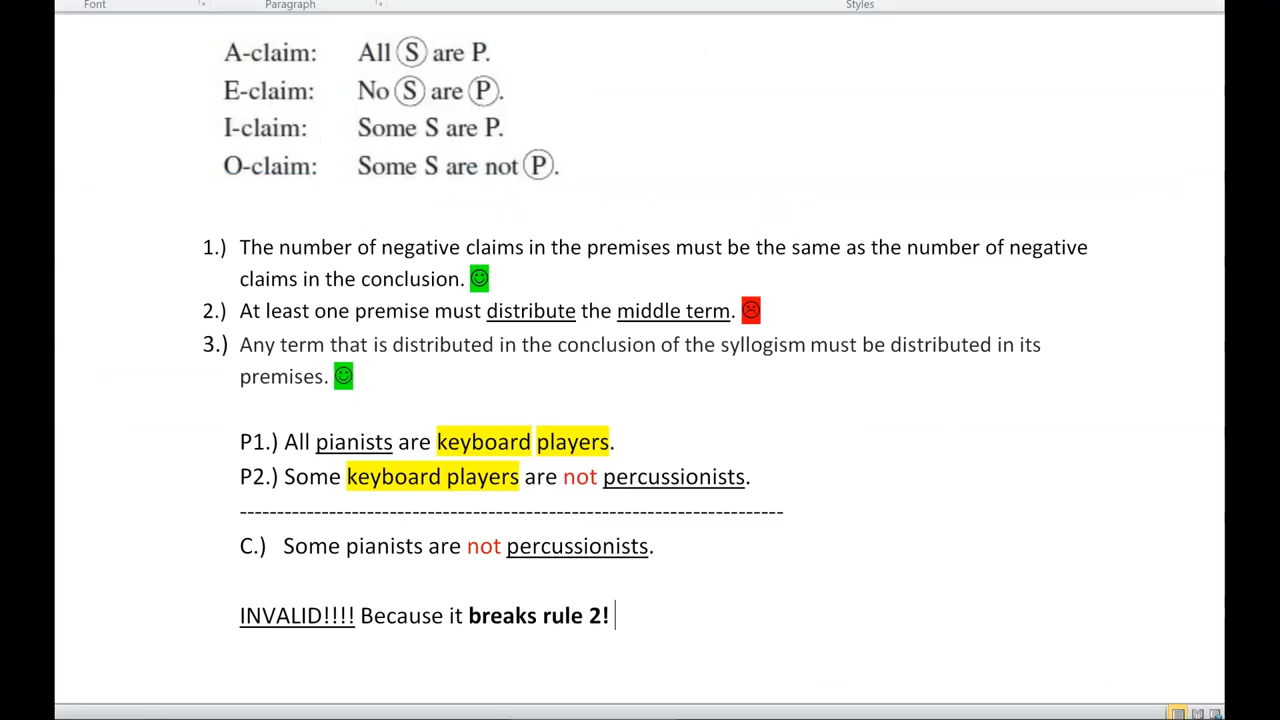 Font Paragraph Styles
A-claim: All S are P.
E-claim: No S are P.
I-claim: Some S are P.
O-claim: Some S are not P.
1.) The number of negative claims in the premises must be the same as the number of negative
claims in the conclusion. ☺
2.) At least one premise must distribute the middle term. ☹
3.) Any term that is distributed in the conclusion of the syllogism must be distributed in its
premises. ☺
P1.) All pianists are keyboard players.
P2.) Some keyboard players are not percussionists.
--------------------------------------------------------------------------
C.) Some pianists are not percussionists.
INVALID!!!! Because it breaks rule 2!